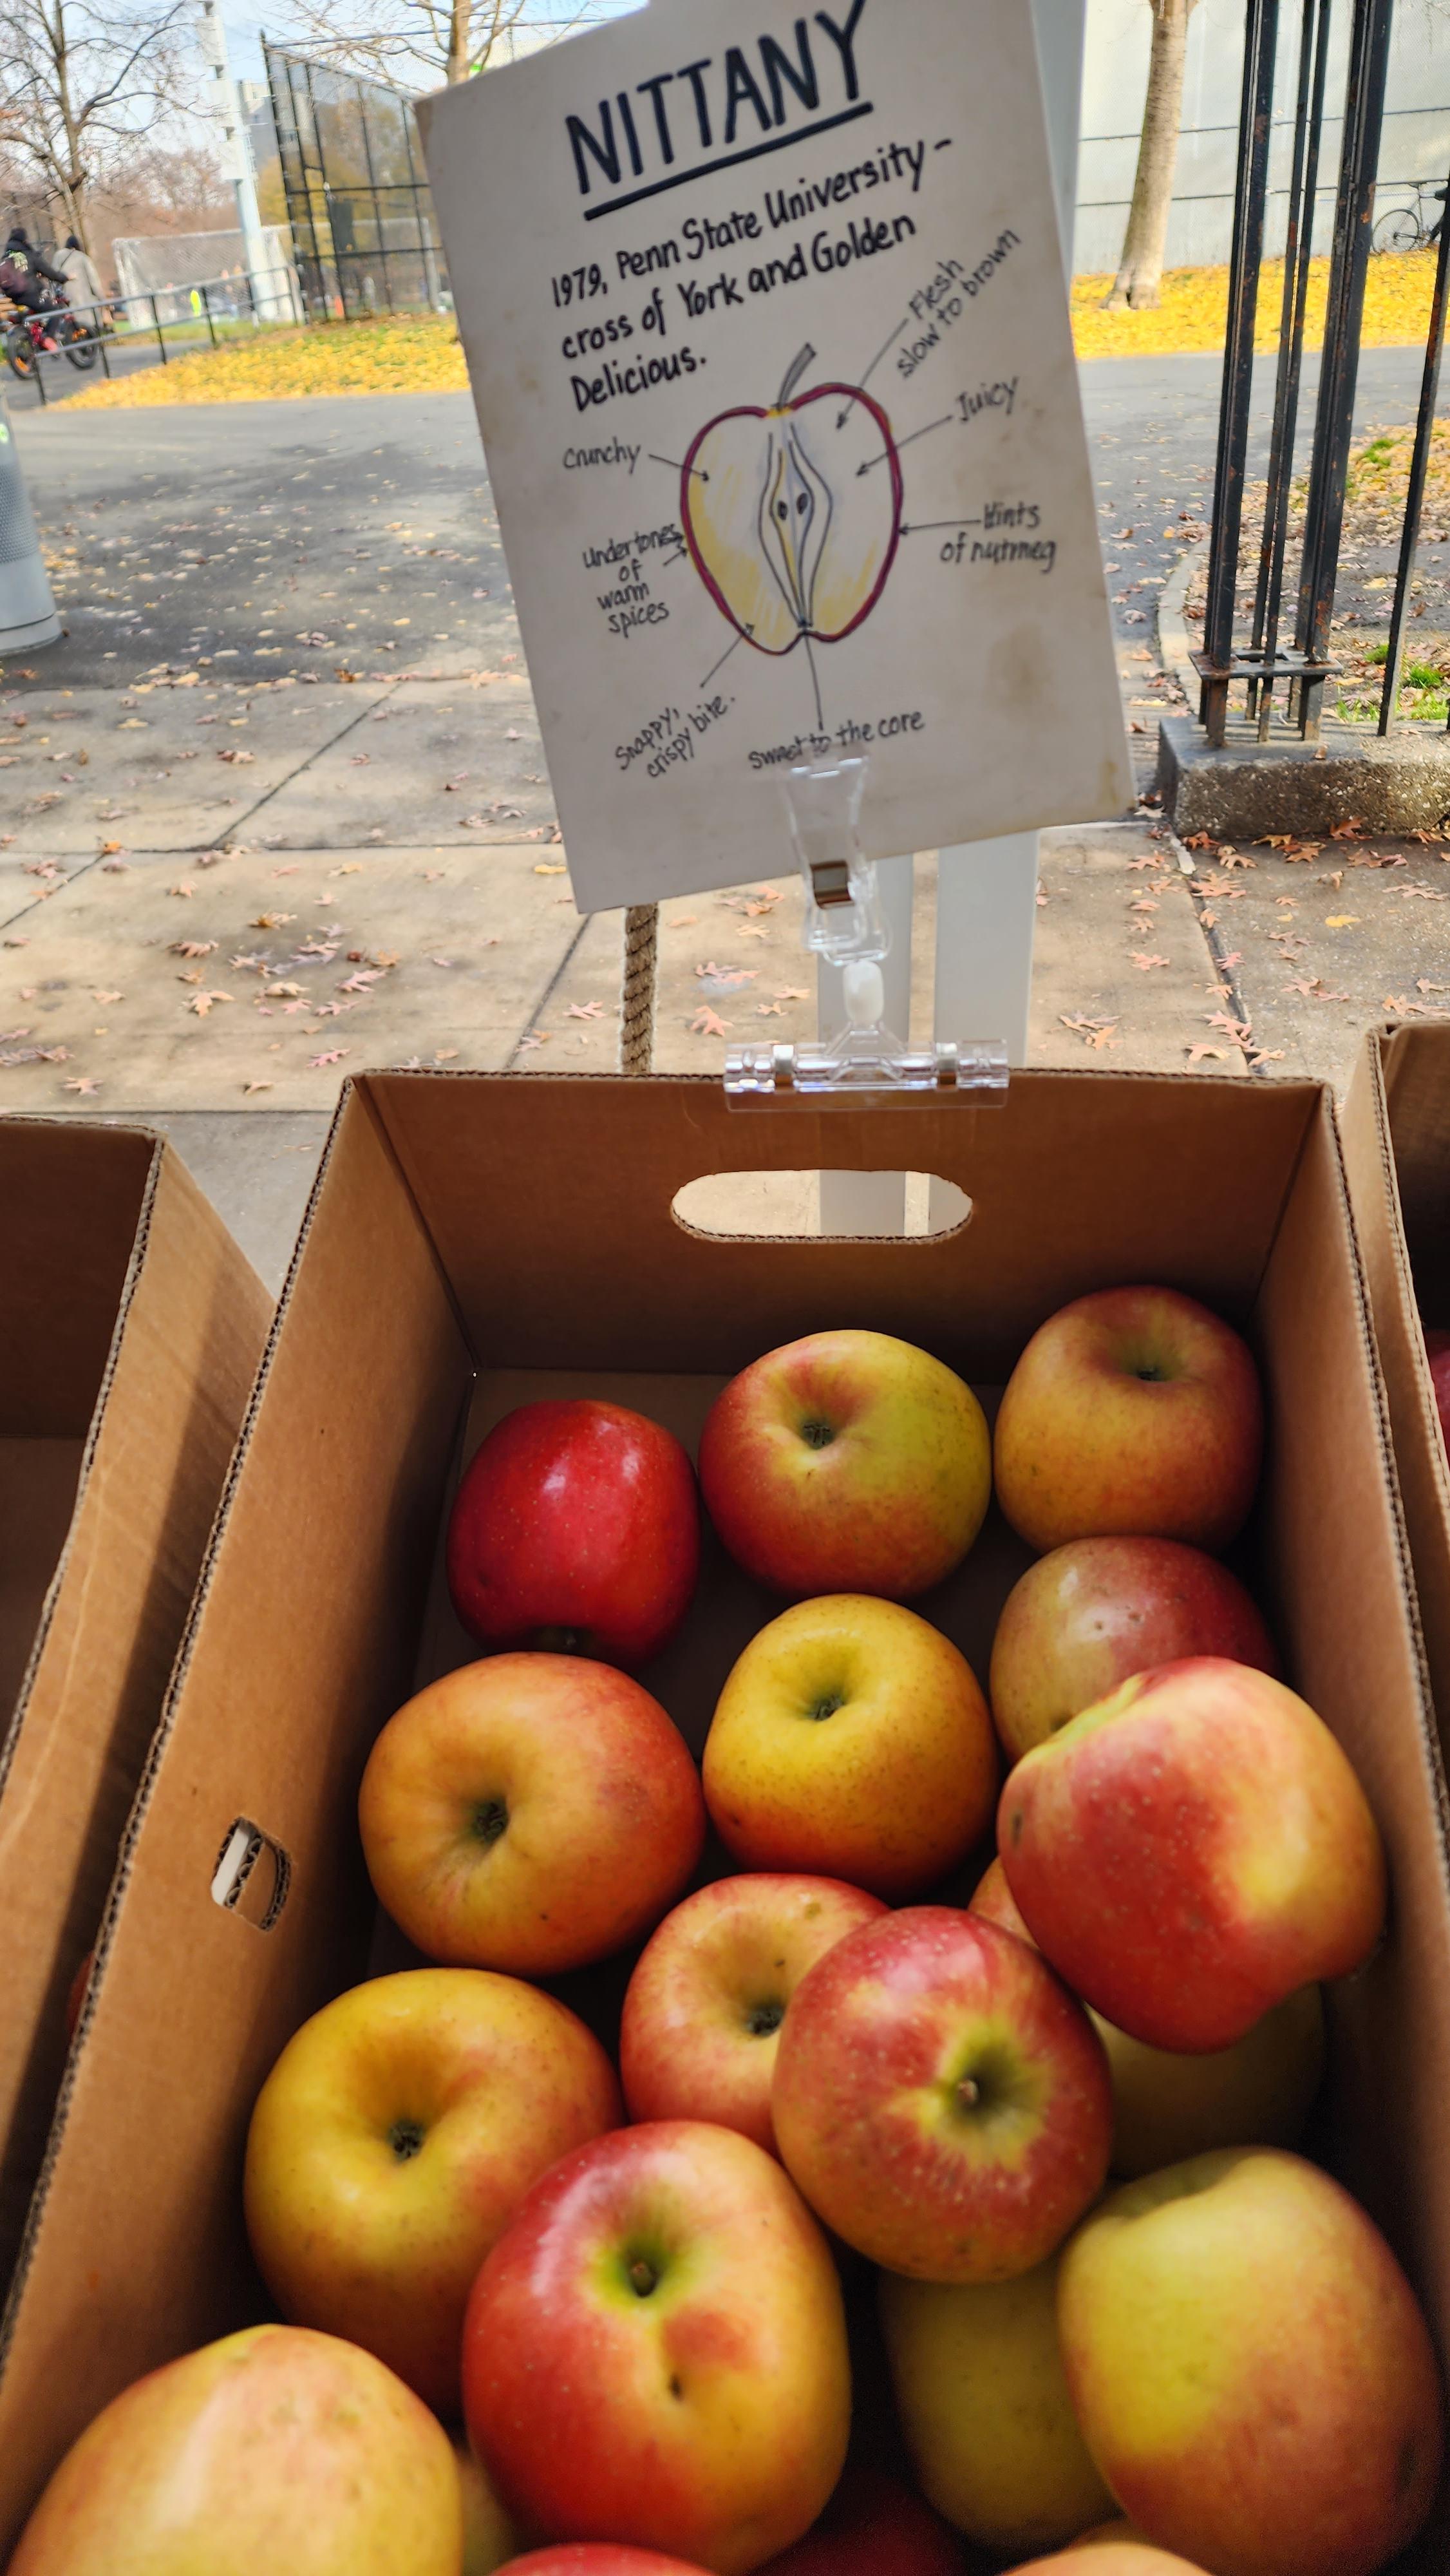 NITTANY
1979, Penn State University -
cross of York and Golden
Delicious.
Flesh
slow to brown
Crunchy
Juicy
Undertones
of
warm
spices
Hints
of nutmeg
Snappy,
crispy bite.
Sweet to the core